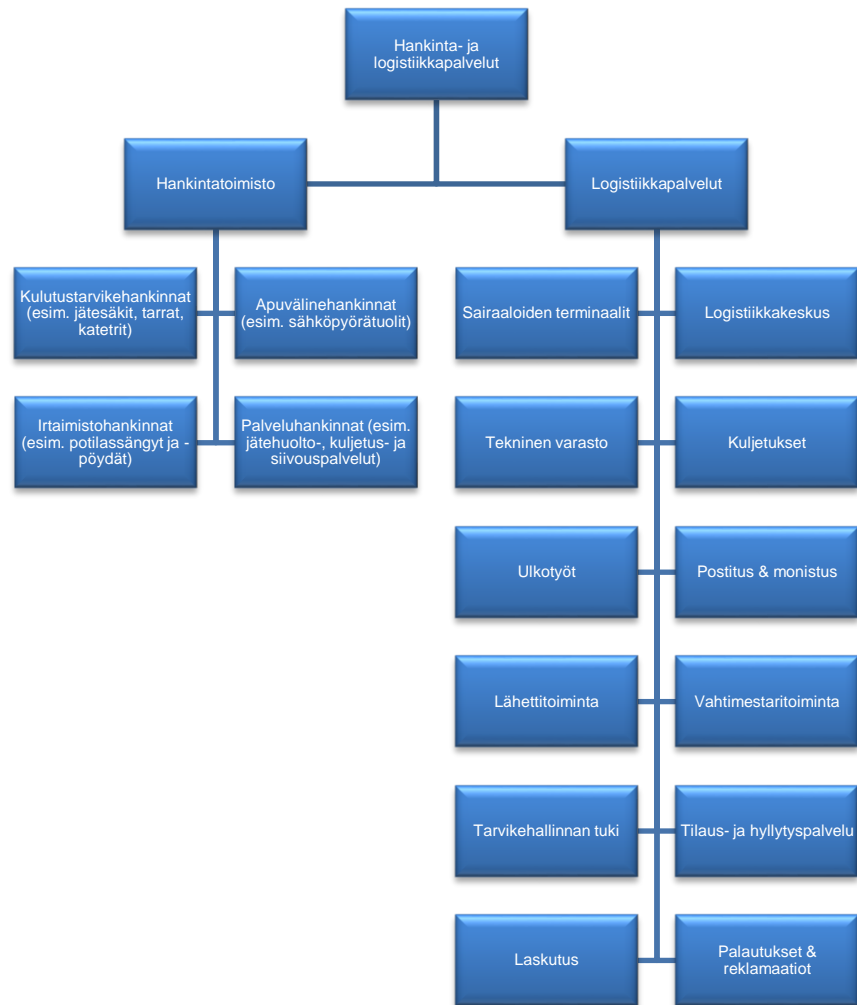 Hankinta- ja
logistiikkapalvelut
Hankintatoimisto
Logistiikkapalvelut
Kulutustarvikehankinnat
(esim. jätesäkit, tarrat,
katetrit)
Apuvälinehankinnat
(esim. sähköpyörätuolit)
Sairaaloiden terminaalit
Logistiikkakeskus
Irtaimistohankinnat
(esim. potilassängyt ja -
pöydät)
Palveluhankinnat (esim.
jätehuolto-, kuljetus- ja
siivouspalvelut)
Tekninen varasto
Kuljetukset
Ulkotyöt
Postitus & monistus
Lähettitoiminta
Vahtimestaritoiminta
Tarvikehallinnan tuki
Tilaus- ja hyllytyspalvelu
Laskutus
Palautukset &
reklamaatiot